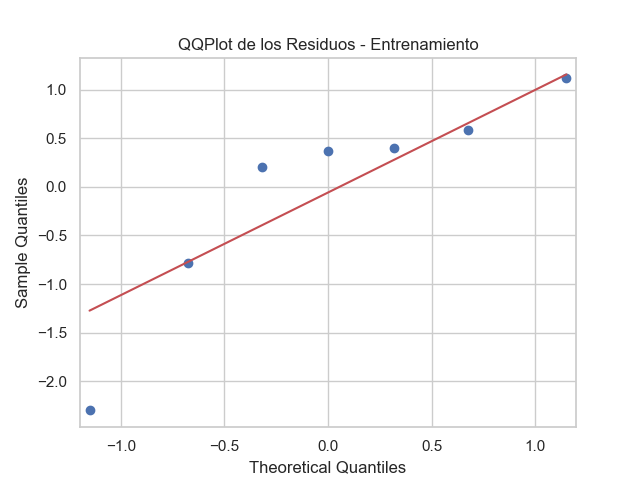 QQPlot de los Residuos - Entrenamiento
1.0
0.5
0.0
−0.5
−1.0
−1.5
−2.0
Sample Quantiles
−1.0 −0.5 0.0 0.5 1.0
Theoretical Quantiles